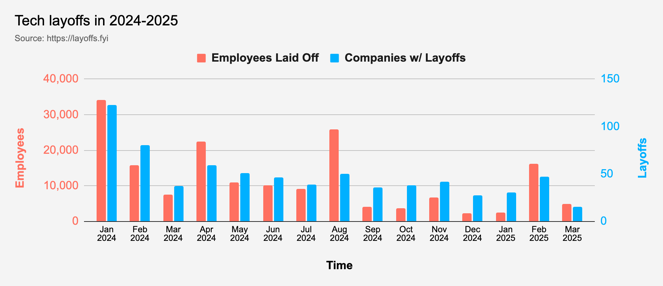 Tech layoffs in 2024-2025
Source: https://layoffs.fyi
Employees Laid Off Companies w/ Layoffs
Employees
40,000
30,000
20,000
10,000
0
150
100
50
0
Layoffs
Jan 2024
Feb 2024
Mar 2024
Apr 2024
May 2024
Jun 2024
Jul 2024
Aug 2024
Sep 2024
Oct 2024
Nov 2024
Dec 2024
Jan 2025
Feb 2025
Mar 2025
Time